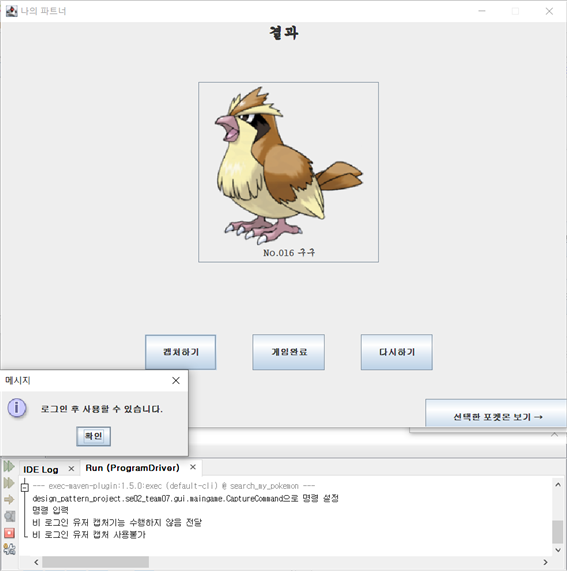 나의 파트너
결과
No.016 구구
캡처하기
게임완료
다시하기
선택한 포켓몬 보기 →
메시지
로그인 후 사용할 수 있습니다.
확인
IDE Log
Run (ProgramDriver)
--- exec-maven-plugin:1.5.0:exec (default-cli) @ search_my_pokemon ---
design_pattern_project.se02_team07.gui.maingame.CaptureCommand으로 명령 설정
명령 입력
비 로그인 유저 캡처기능 수행하지 않음 전달
비 로그인 유저 캡처 사용불가